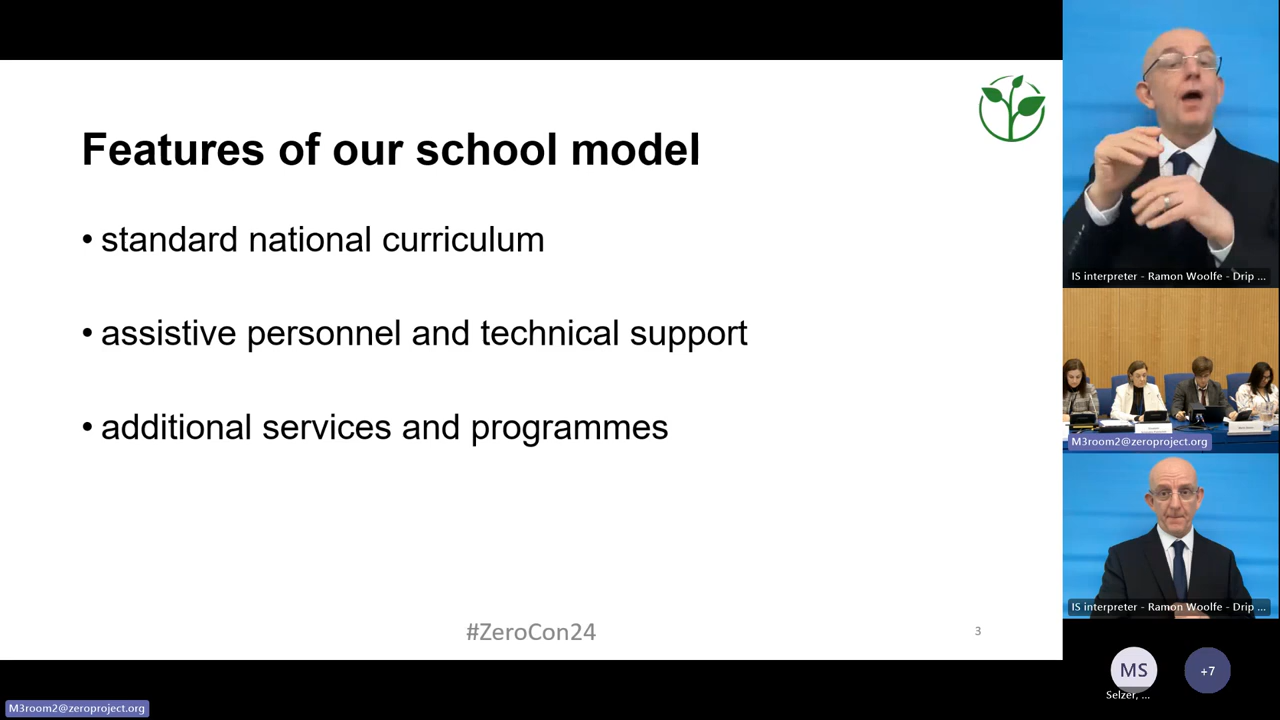 Features of our school model
• standard national curriculum
• assistive personnel and technical support
• additional services and programmes
#ZeroCon24
3
M3room2@zeroproject.org
IS interpreter - Ramon Woolfe - Drip ...
M3room2@zeroproject.org
IS interpreter - Ramon Woolfe - Drip ...
MS
Selzer, ...
+7